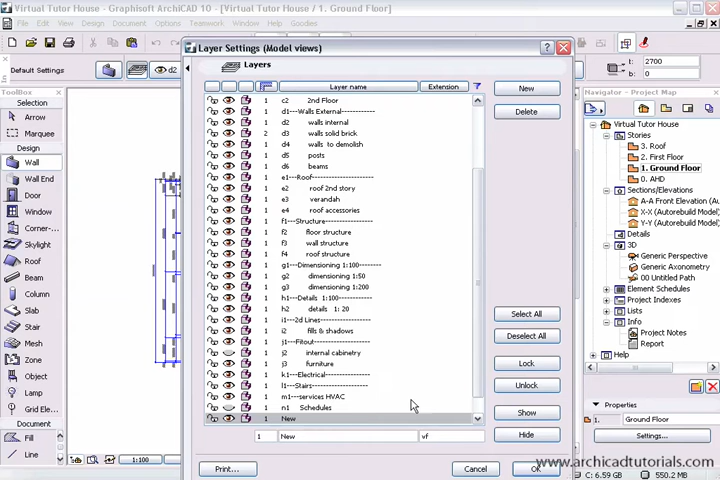 Virtual Tutor House - Graphisoft ArchiCAD 10 - [Virtual Tutor House / 1. Ground Floor]
File Edit View Design Document Options Teamwork Window Help
Default Settings
d2
t: 2700
b: 0
ToolBox
Selection
Arrow
Marquee
Design
Wall
Wall End
Door
Window
Corner-...
Skylight
Roof
Beam
Column
Slab
Stair
Mesh
Zone
Object
Lamp
Grid Ele...
Document
Fill
Line
1:100
Layer Settings (Model views)
Layers
Layer name Extension
1 c2 2nd Floor
1 d1---Walls External------------
1 d2 walls internal
2 d3 walls solid brick
1 d4 walls to demolish
1 d5 posts
1 d6 beams
1 e1---Roof-----------------
1 e2 roof 2nd story
1 e3 verandah
1 e4 roof accessories
1 f1---Structure----------------
1 f2 floor structure
1 f3 wall structure
1 f4 roof structure
1 g1---Dimensioning 1:100------
1 g2 dimensioning 1:50
1 g3 dimensioning 1:200
1 h1---Details 1:100-----------
1 h2 details 1: 20
1 i1---2d Lines-----------------
1 i2 fills & shadows
1 j1---Fitout-----------------
1 j2 internal cabinetry
1 j3 furniture
1 k1---Electrical----------------
1 l1---Stairs------------------
1 m1---services HVAC
1 n1 Schedules
1 New
1 New vf
New
Delete
Select All
Deselect All
Lock
Unlock
Show
Hide
Print...
Cancel
OK
Navigator - Project Map
Virtual Tutor House
Stories
3. Roof
2. First Floor
1. Ground Floor
0. AHD
Sections/Elevations
A-A Front Elevation (A
X-X (Autorebuild Model)
Y-Y (Autorebuild Model)
Details
3D
Generic Perspective
Generic Axonometry
00 Untitled Path
Element Schedules
Project Indexes
Lists
Info
Project Notes
Report
Help
Properties
1. Ground Floor
Settings...
www.archicadtutorials.com
C: 6.59 GB 550.2 MB